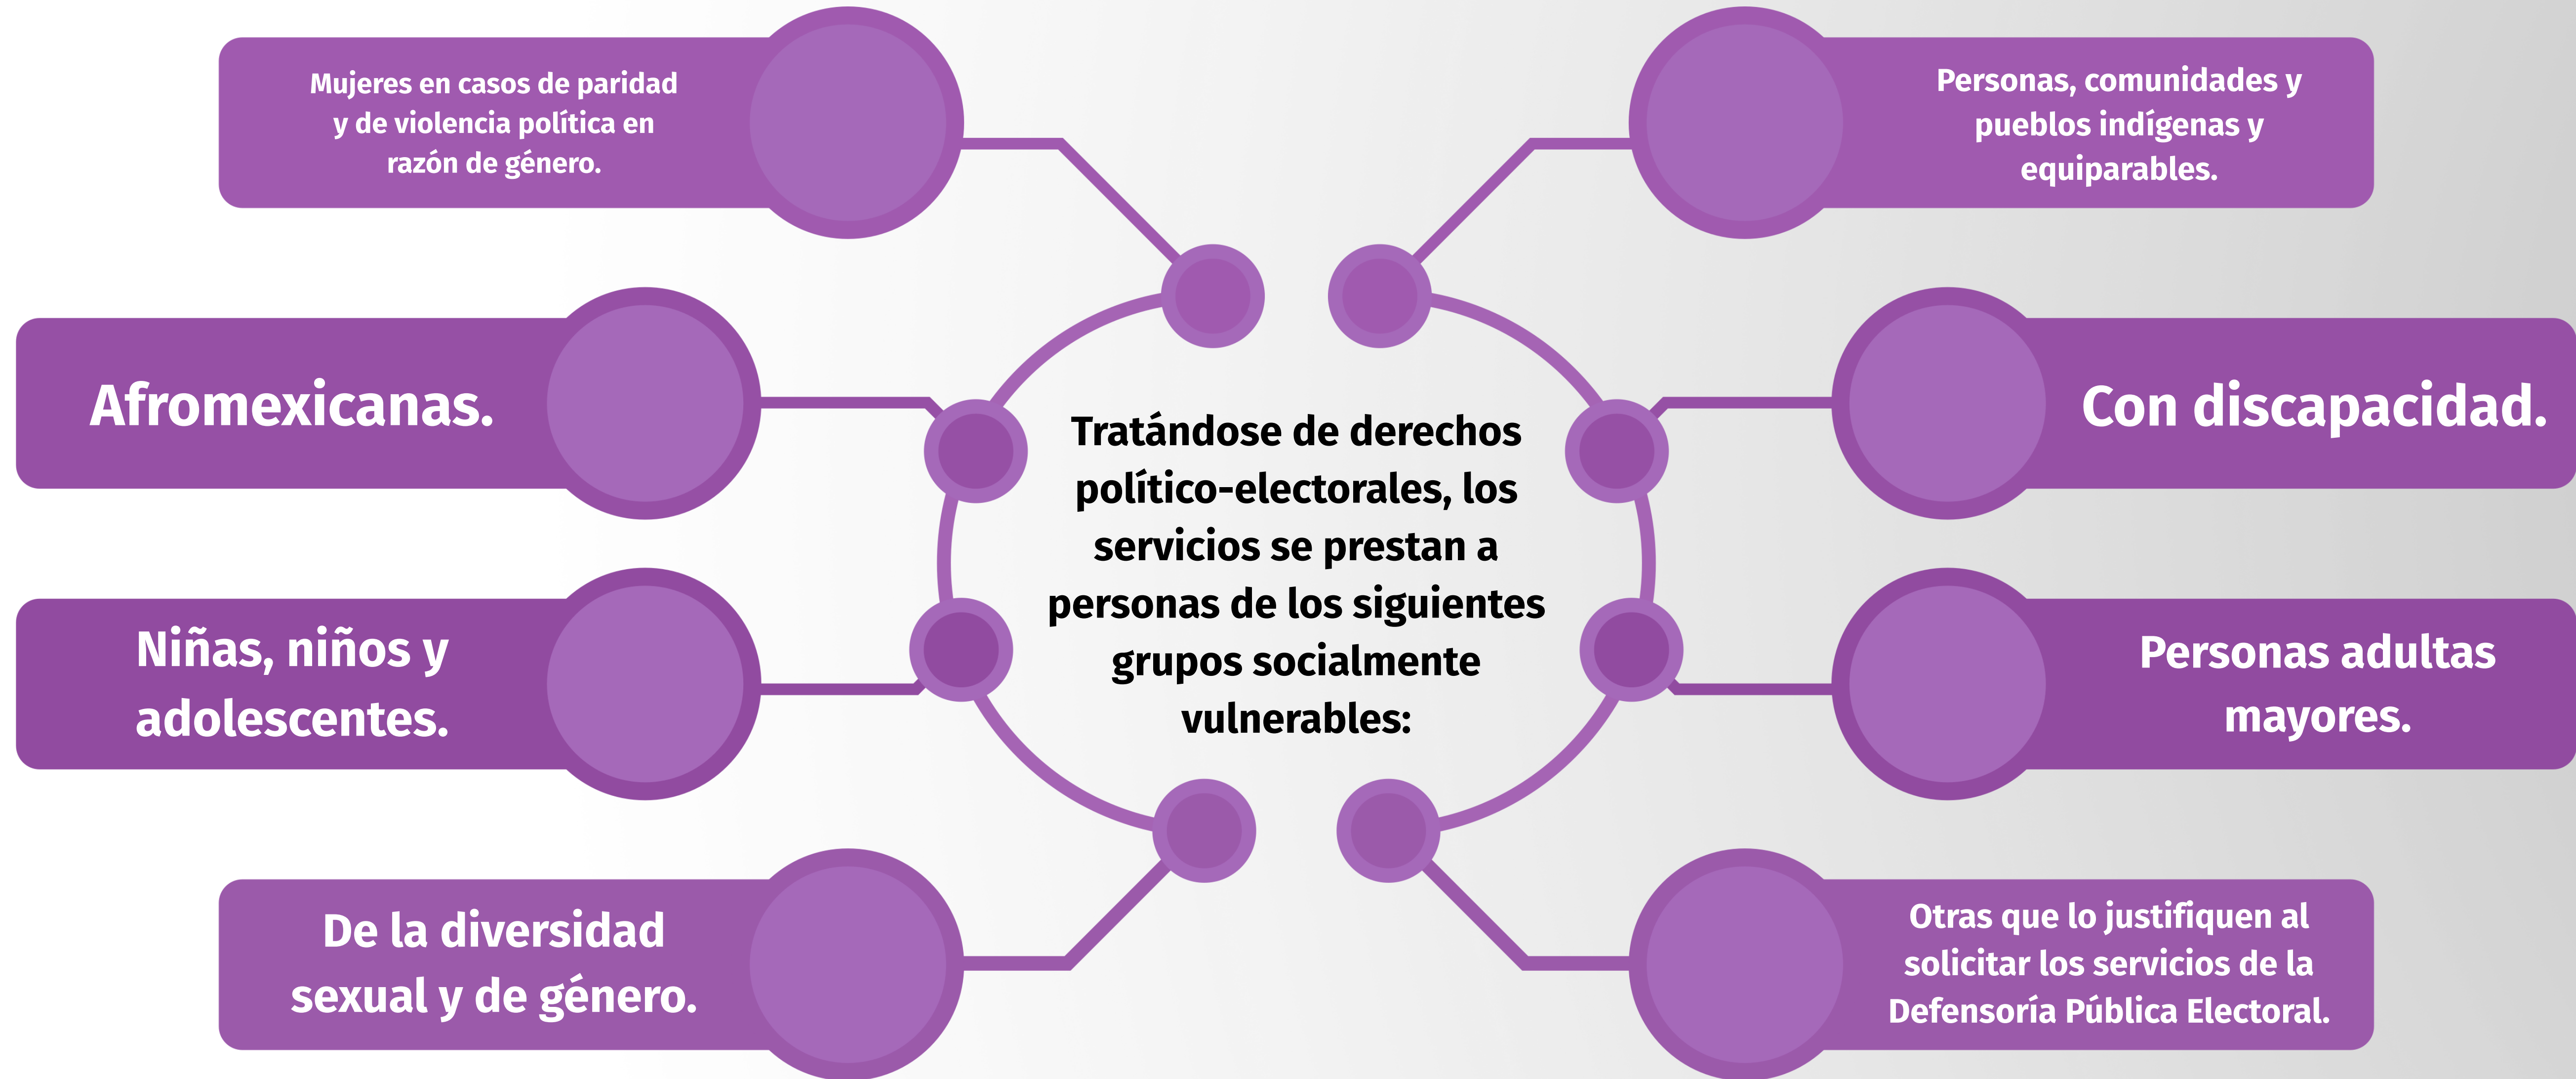 Mujeres en casos de paridad
y de violencia política en
razón de género.
Personas, comunidades y
pueblos indígenas y
equiparables.
Afromexicanas.
Con discapacidad.
Tratándose de derechos
político-electorales, los
servicios se prestan a
personas de los siguientes
grupos socialmente
vulnerables:
Niñas, niños y
adolescentes.
Personas adultas
mayores.
De la diversidad
sexual y de género.
Otras que lo justifiquen al
solicitar los servicios de la
Defensoría Pública Electoral.